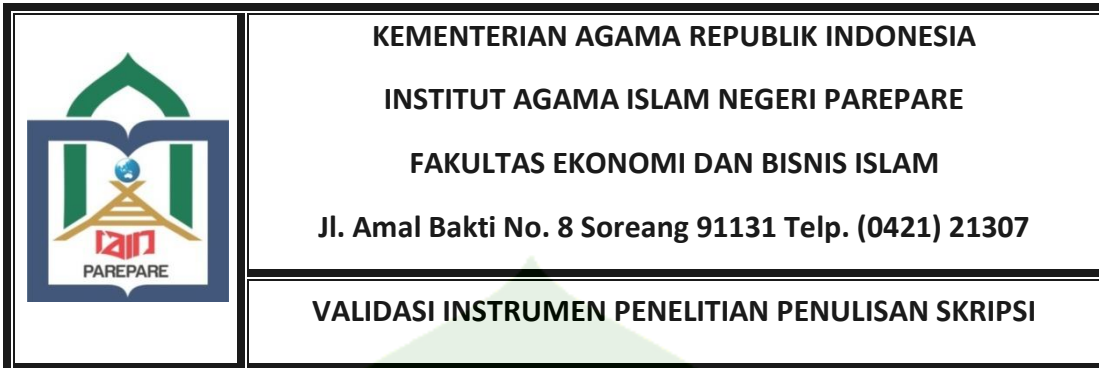 KEMENTERIAN AGAMA REPUBLIK INDONESIA
INSTITUT AGAMA ISLAM NEGERI PAREPARE
FAKULTAS EKONOMI DAN BISNIS ISLAM
Jl. Amal Bakti No. 8 Soreang 91131 Telp. (0421) 21307
VALIDASI INSTRUMEN PENELITIAN PENULISAN SKRIPSI
IAIN
PAREPARE